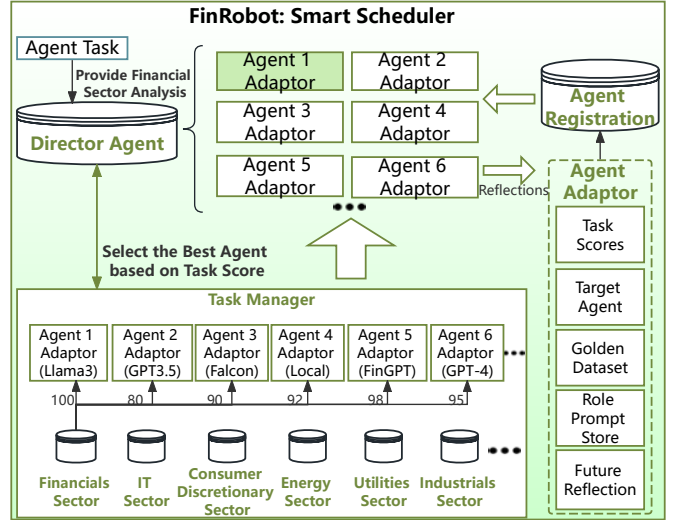 FinRobot: Smart Scheduler
Agent Task
Provide Financial
Sector Analysis
Director Agent
Agent 1
Adaptor
Agent 2
Adaptor
Agent 3
Adaptor
Agent 4
Adaptor
Agent 5
Adaptor
Agent 6
Adaptor
Agent
Registration
Reflections
Agent
Adaptor
Task
Scores
Target
Agent
Golden
Dataset
Role
Prompt
Store
Future
Reflection
Select the Best Agent
based on Task Score
Task Manager
Agent 1
Adaptor
(Llama3)
Agent 2
Adaptor
(GPT3.5)
Agent 3
Adaptor
(Falcon)
Agent 4
Adaptor
(Local)
Agent 5
Adaptor
(FinGPT)
Agent 6
Adaptor
(GPT-4)
100
80
90
92
98
95
Financials
Sector
IT
Sector
Consumer
Discretionary
Sector
Energy
Sector
Utilities
Sector
Industrials
Sector